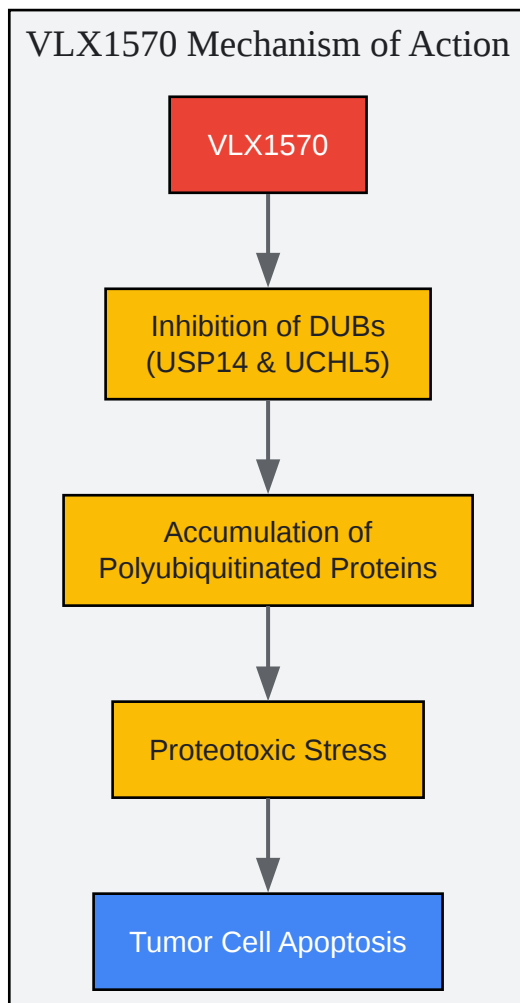 VLX1570 Mechanism of Action
VLX1570
Inhibition of DUBs
(USP14 & UCHL5)
Accumulation of
Polyubiquitinated Proteins
Proteotoxic Stress
Tumor Cell Apoptosis